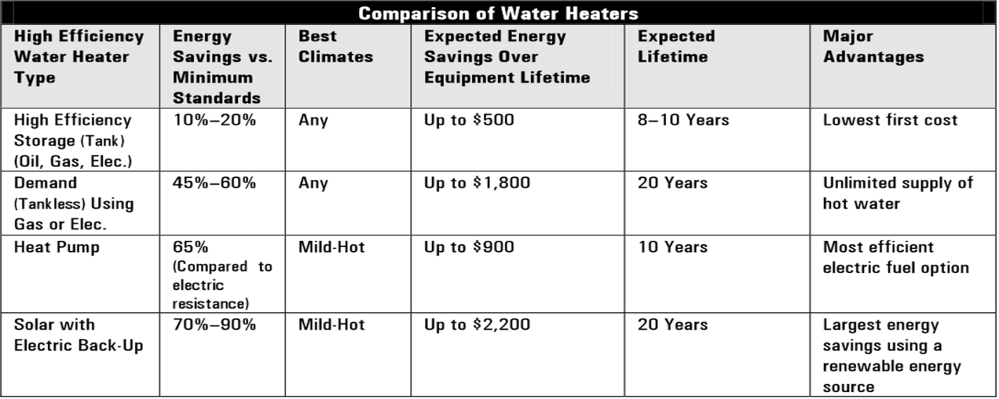 Comparison of Water Heaters
High Efficiency
Water Heater
Type
Energy
Savings vs.
Minimum
Standards
Best
Climates
Expected Energy
Savings Over
Equipment Lifetime
Expected
Lifetime
Major
Advantages
High Efficiency
Storage (Tank)
(Oil, Gas, Elec.)
10%–20%
Any
Up to $500
8–10 Years
Lowest first cost
Demand
(Tankless) Using
Gas or Elec.
45%–60%
Any
Up to $1,800
20 Years
Unlimited supply of
hot water
Heat Pump
65%
(Compared to
electric
resistance)
Mild-Hot
Up to $900
10 Years
Most efficient
electric fuel option
Solar with
Electric Back-Up
70%–90%
Mild-Hot
Up to $2,200
20 Years
Largest energy
savings using a
renewable energy
source